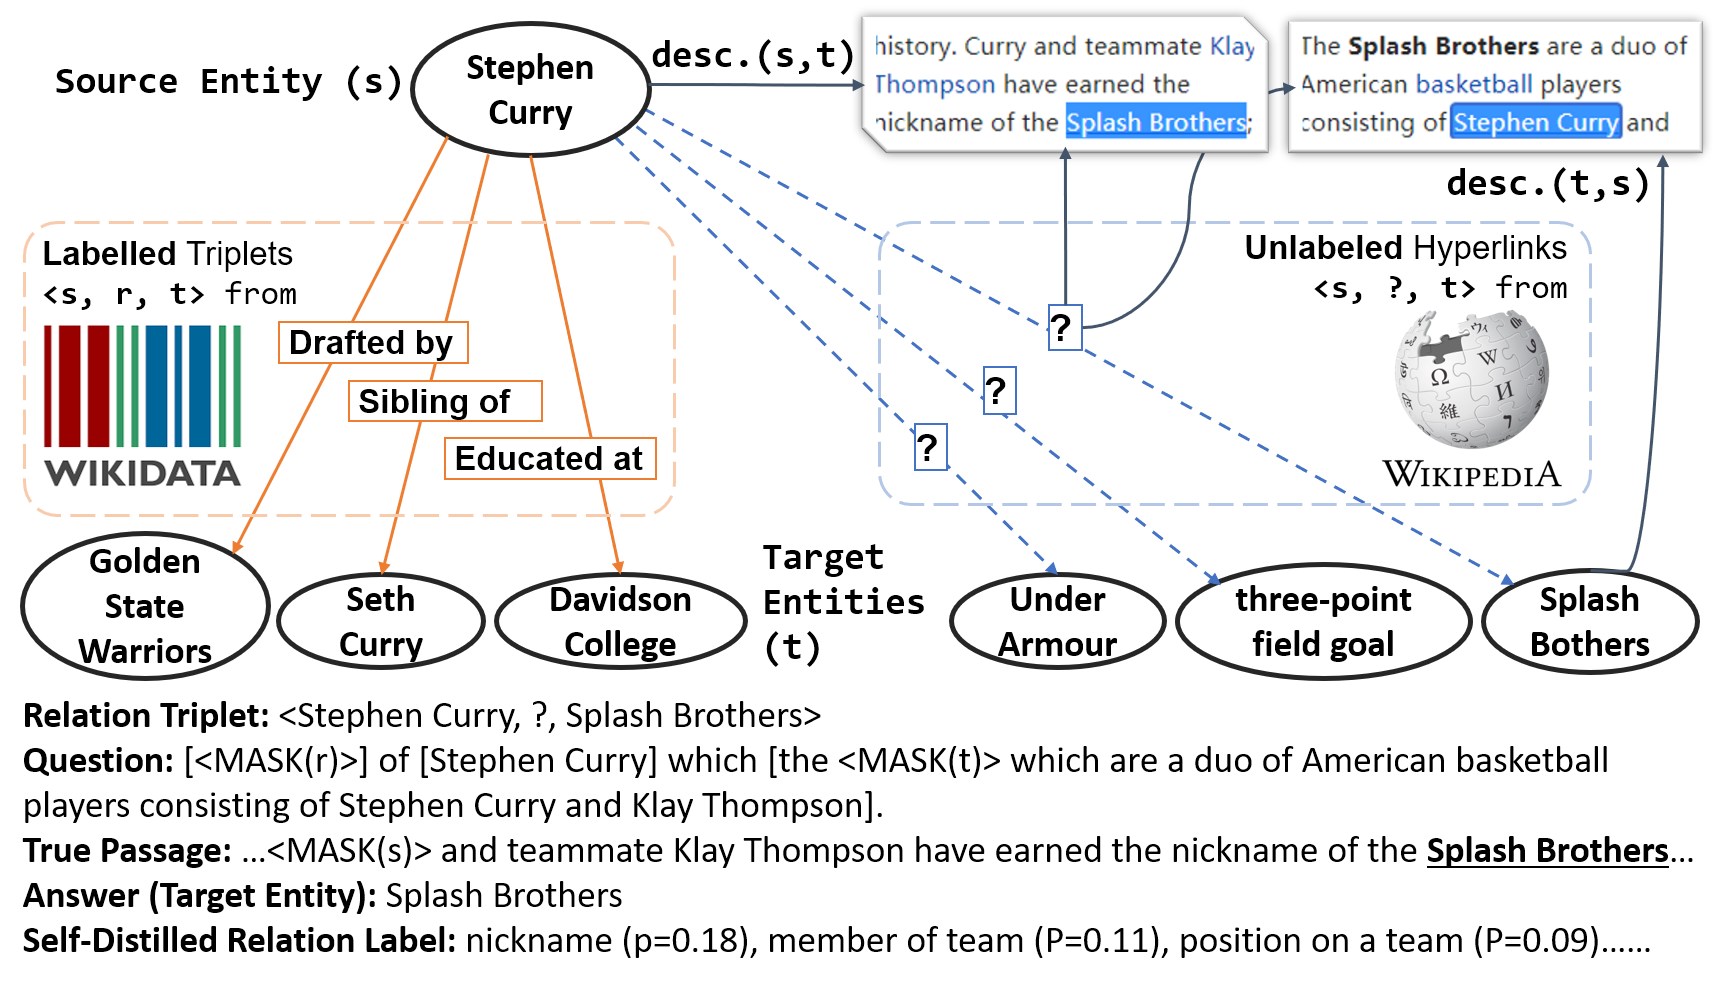 Source Entity (s)
Stephen
Curry
desc.(s,t)
history. Curry and teammate Klay
Thompson have earned the
nickname of the Splash Brothers;
The Splash Brothers are a duo of
American basketball players
consisting of Stephen Curry and
desc.(t,s)
Labelled Triplets
<s, r, t> from
WIKIDATA
Drafted by
Sibling of
Educated at
Unlabeled Hyperlinks
<s, ?, t> from
?
?
?
Ω
W
И
維
WIKIPEDIA
Golden
State
Warriors
Seth
Curry
Davidson
College
Target
Entities
(t)
Under
Armour
three-point
field goal
Splash
Bothers
Relation Triplet: <Stephen Curry, ?, Splash Brothers>
Question: [<MASK(r)>] of [Stephen Curry] which [the <MASK(t)> which are a duo of American basketball
players consisting of Stephen Curry and Klay Thompson].
True Passage: ...<MASK(s)> and teammate Klay Thompson have earned the nickname of the Splash Brothers...
Answer (Target Entity): Splash Brothers
Self-Distilled Relation Label: nickname (p=0.18), member of team (P=0.11), position on a team (P=0.09)......